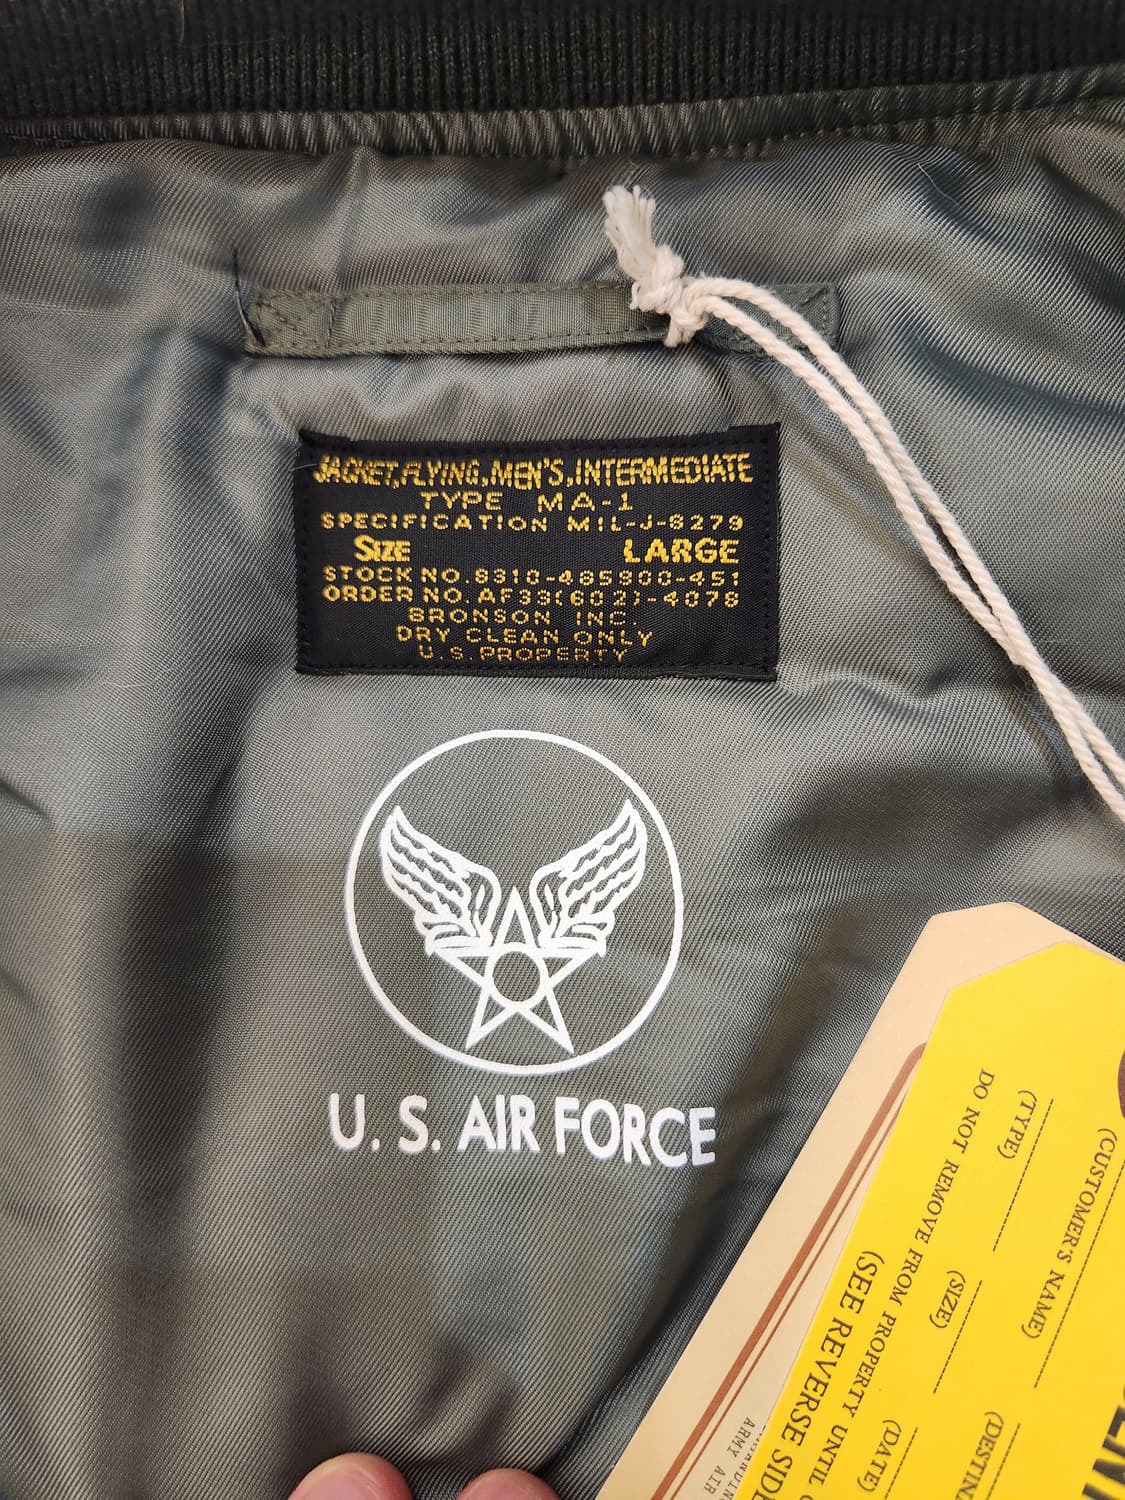 JACKET, FLYING, MEN'S, INTERMEDIATE
TYPE MA-1
SPECIFICATION MIL-J-8279
SIZE LARGE
STOCK NO. 8310-485900-451
ORDER NO. AF33(602)-4078
BRONSON INC.
DRY CLEAN ONLY
U.S. PROPERTY
U. S. AIR FORCE
(CUSTOMER'S NAME)
(TYPE)
(SIZE)
(DATE)
DO NOT REMOVE FROM PROPERTY UNTIL
(SEE REVERSE SIDE
ARMY AIR